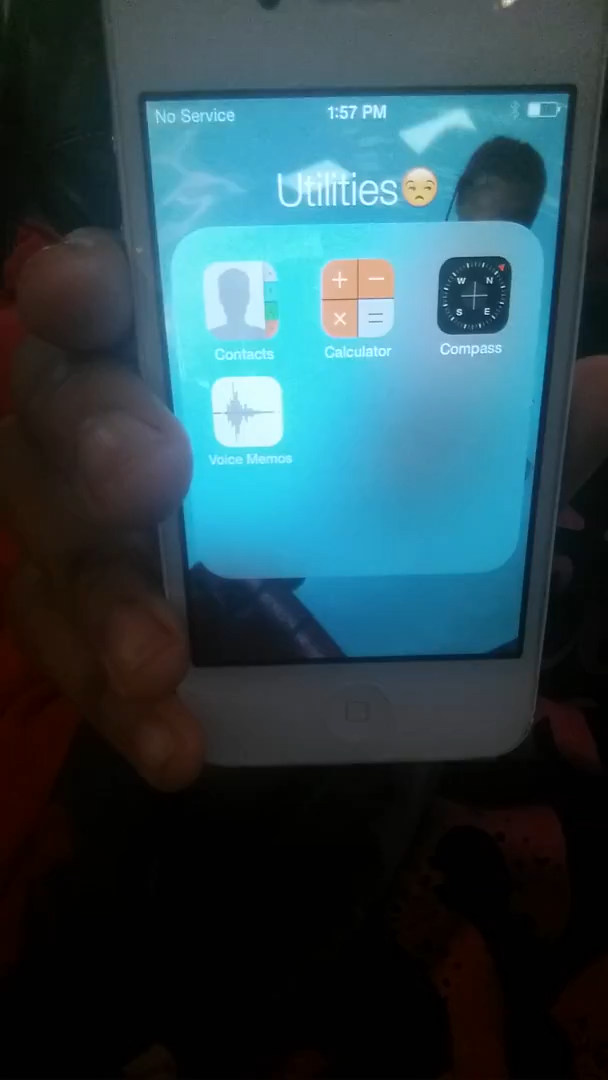 No Service 1:57 PM
Utilities😒
Contacts Calculator Compass
W N
S E
Voice Memos